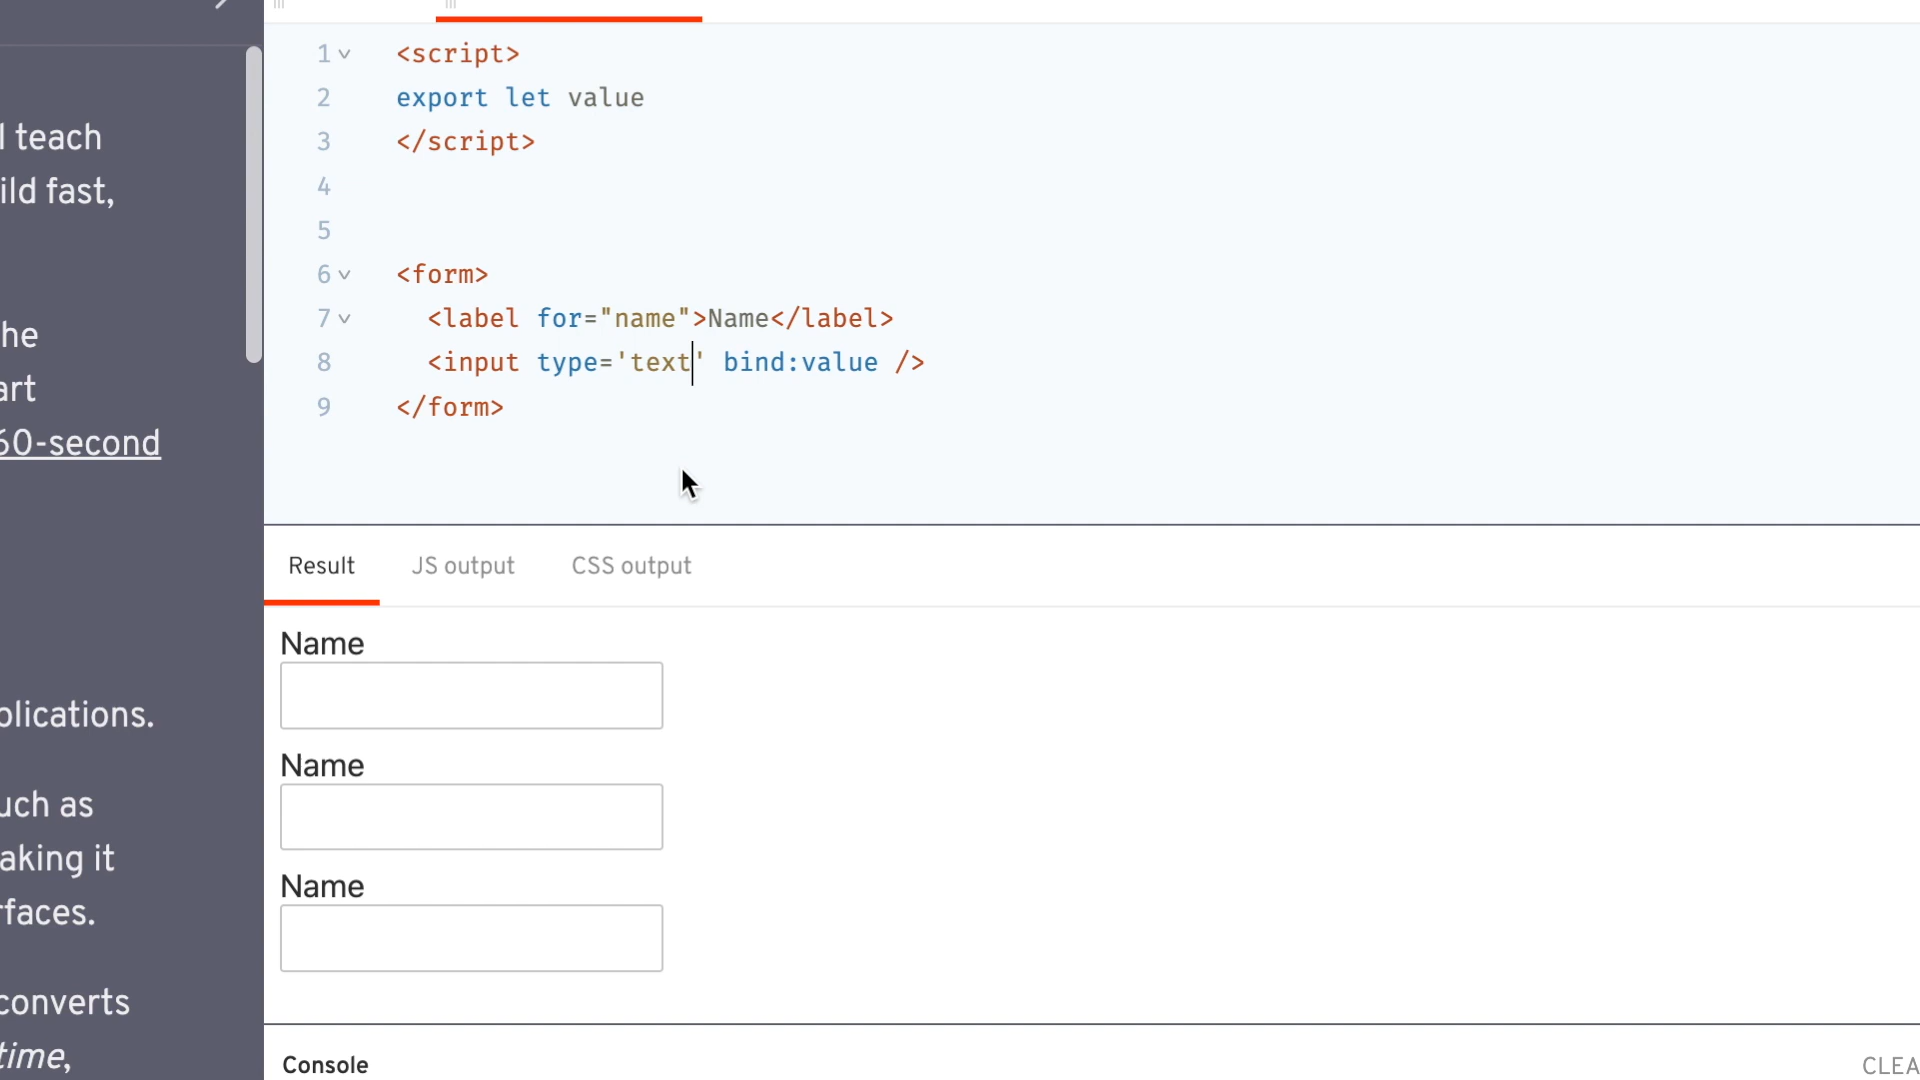 teach
ild fast,
he
art
60-second
plications.
uch as
aking it
rfaces.
converts
time,
1 <script>
2 export let value
3 </script>
4
5
6 <form>
7 <label for="name">Name</label>
8 <input type='text' bind:value />
9 </form>
Result JS output CSS output
Name
Name
Name
Console CLEA